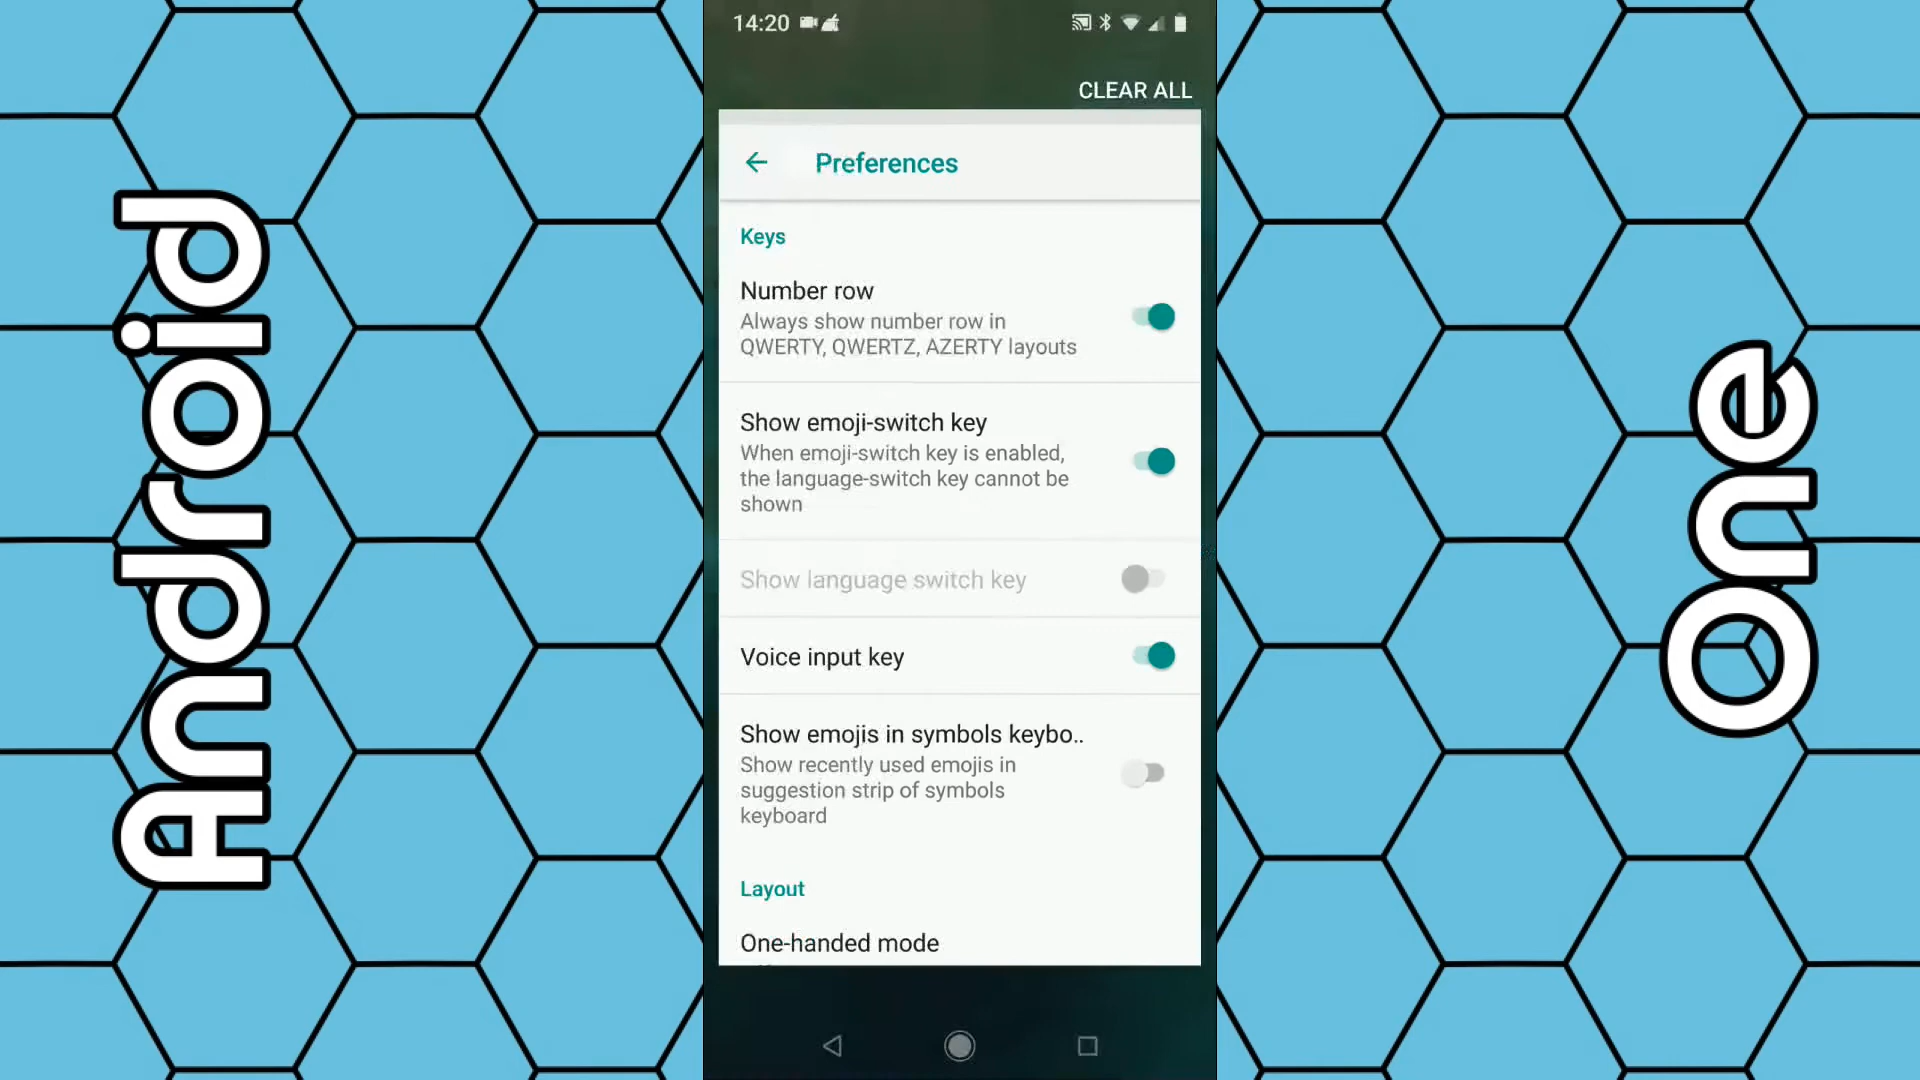 Android
14:20
CLEAR ALL
Preferences
Keys
Number row
Always show number row in
QWERTY, QWERTZ, AZERTY layouts
Show emoji-switch key
When emoji-switch key is enabled,
the language-switch key cannot be
shown
Show language switch key
Voice input key
Show emojis in symbols keybo..
Show recently used emojis in
suggestion strip of symbols
keyboard
Layout
One-handed mode
One